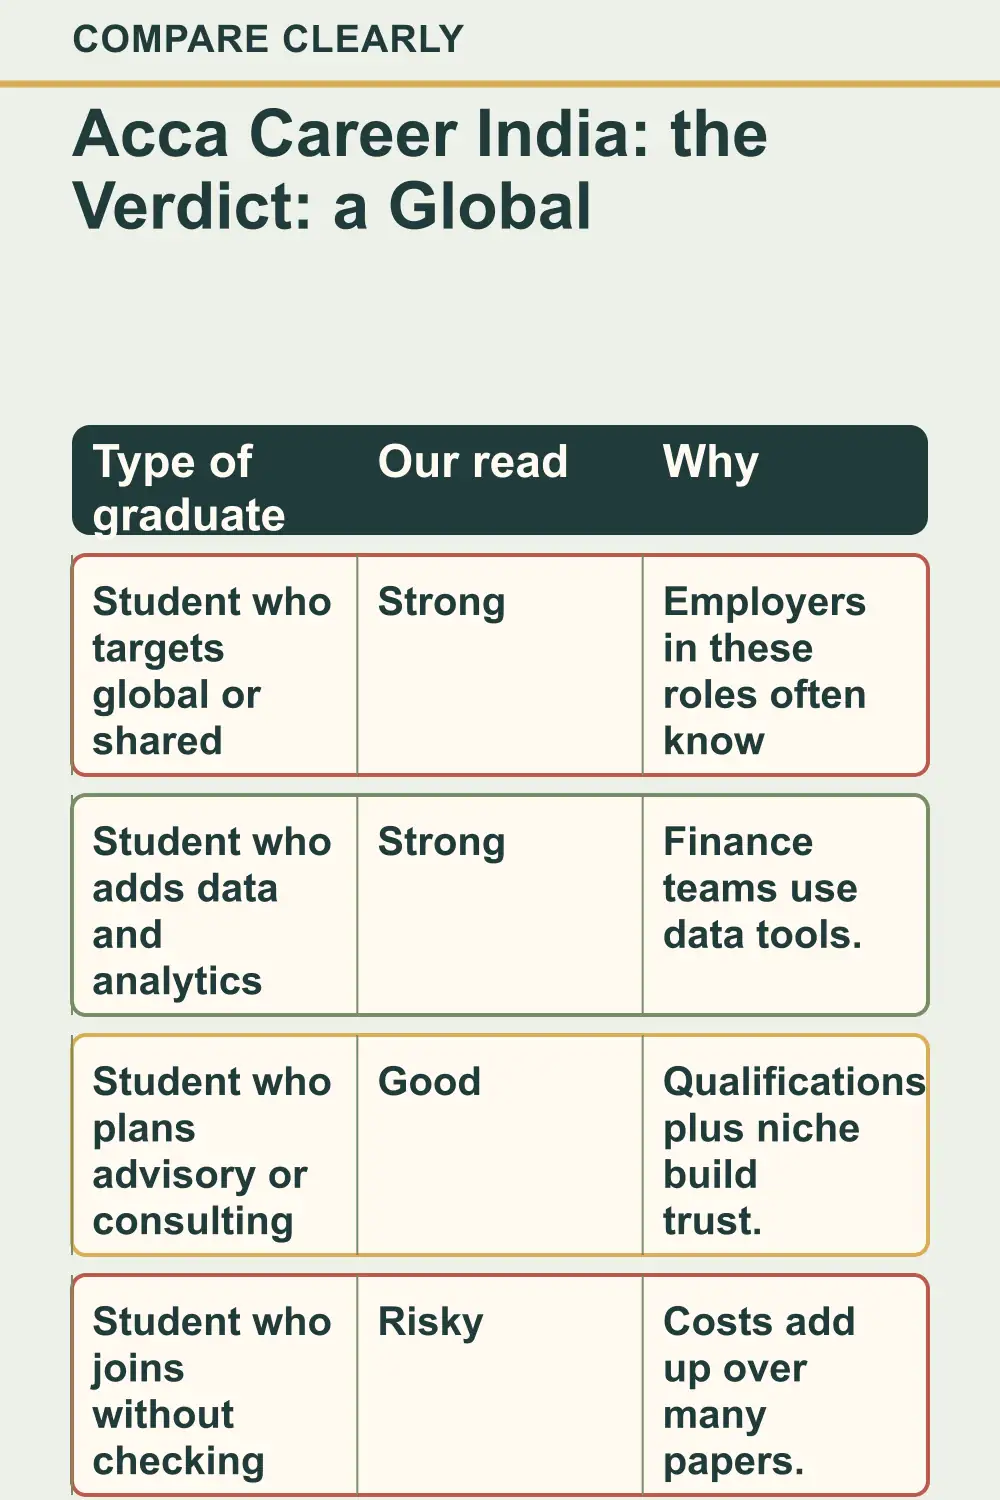 COMPARE CLEARLY
Acca Career India: the
Verdict: a Global
Type of
graduate
Our read
Why
Student who
targets
global or
shared
Strong
Employers
in these
roles often
know
Student who
adds data
and
analytics
Strong
Finance
teams use
data tools.
Student who
plans
advisory or
consulting
Good
Qualifications
plus niche
build
trust.
Student who
joins
without
checking
Risky
Costs add
up over
many
papers.